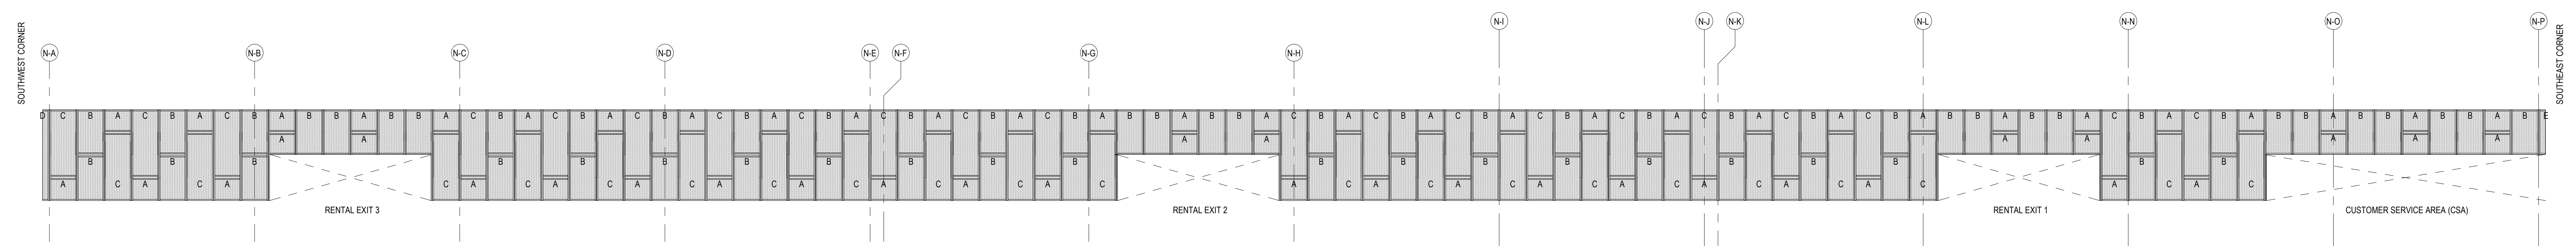 SOUTHWEST CORNER
N-I N-J N-K N-L N-N N-O N-P
N-A N-B N-C N-D N-E N-F N-G N-H
SOUTHEAST CORNER
D C B A C B A C B A B B A B B A C B A C B A C B A C B A C B A C B A C B A C B A B B A B B A C B A C B A C B A C B A C B A C B A C B A C B A B B A B B A C B A C B A B B A B B A B B A B E
A A A A A A A A A
B B B B B B B B B B B B B B B B B B B B B
A C A C A C A C A C A C A C A C A C A C A C A C A C A C A C A C A C A C A C A C A C
RENTAL EXIT 3 RENTAL EXIT 2 RENTAL EXIT 1 CUSTOMER SERVICE AREA (CSA)